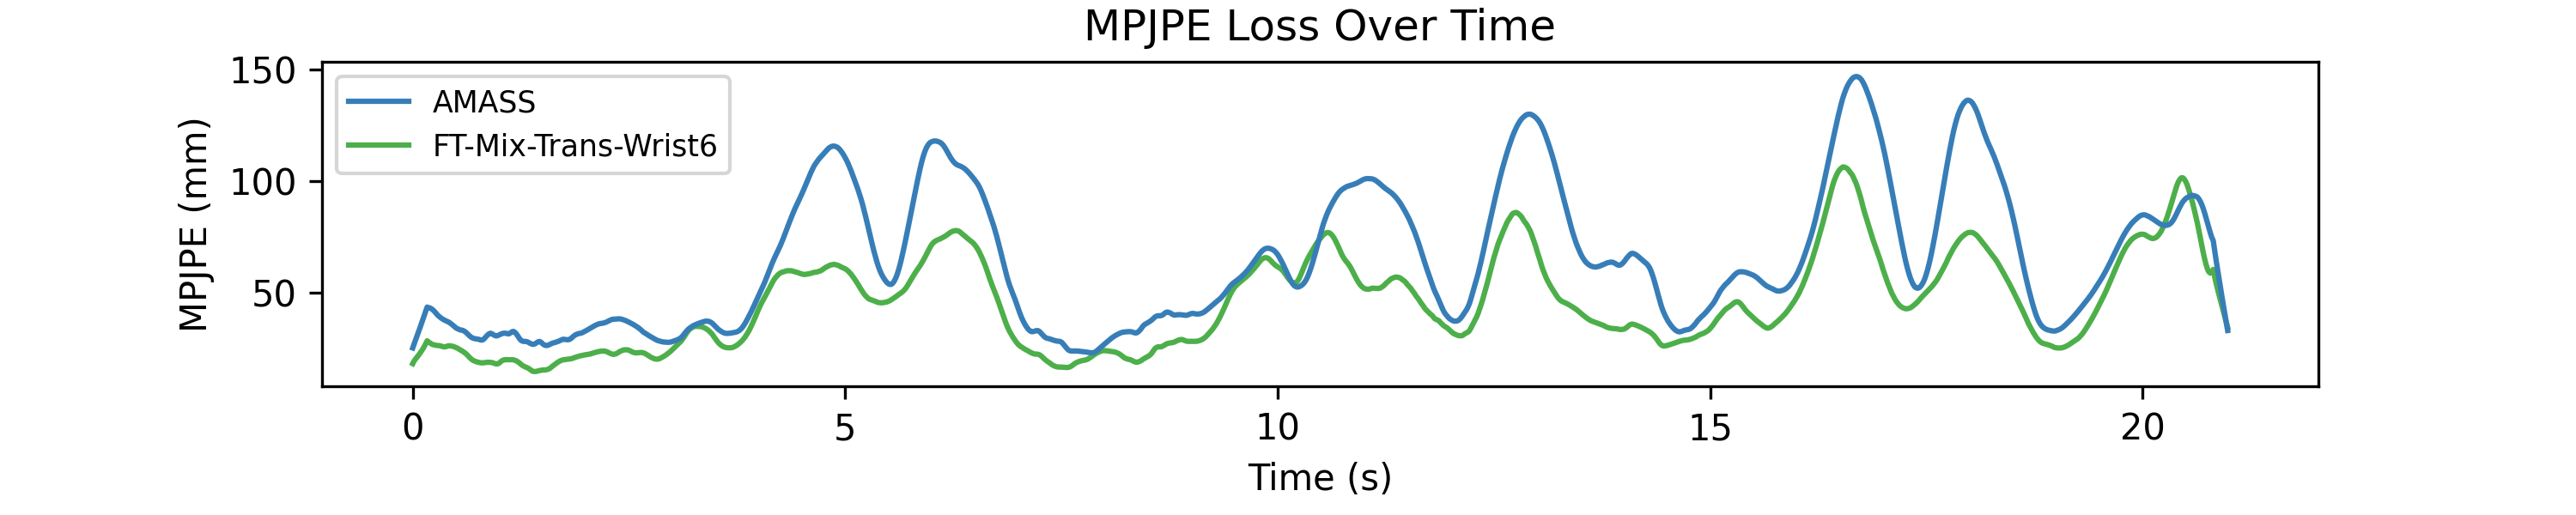 MPJPE Loss Over Time
150
100
50
MPJPE (mm)
AMASS
FT-Mix-Trans-Wrist6
0 5 10 15 20
Time (s)